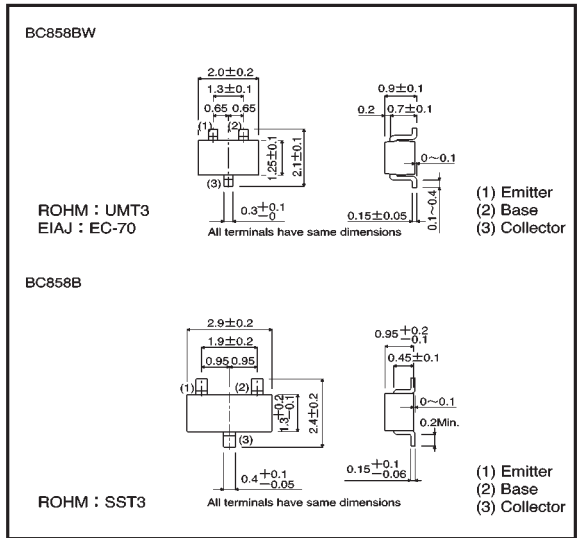 BC858BW
2.0±0.2
1.3±0.1
0.65 0.65
(1) (2)
(3)
1.25±0.1
2.1±0.1
0.3+0.1 −0
0.9±0.1
0.2 0.7±0.1
0~0.1
0.15±0.05
0.1~0.4
All terminals have same dimensions
ROHM : UMT3
EIAJ : EC-70
(1) Emitter
(2) Base
(3) Collector
BC858B
2.9±0.2
1.9±0.2
0.95 0.95
(1) (2)
(3)
1.3+0.2 −0.1
2.4±0.2
0.4+0.1 −0.05
0.95+0.2 −0.1
0.45±0.1
0~0.1
0.2Min.
0.15+0.1 −0.06
All terminals have same dimensions
ROHM : SST3
(1) Emitter
(2) Base
(3) Collector